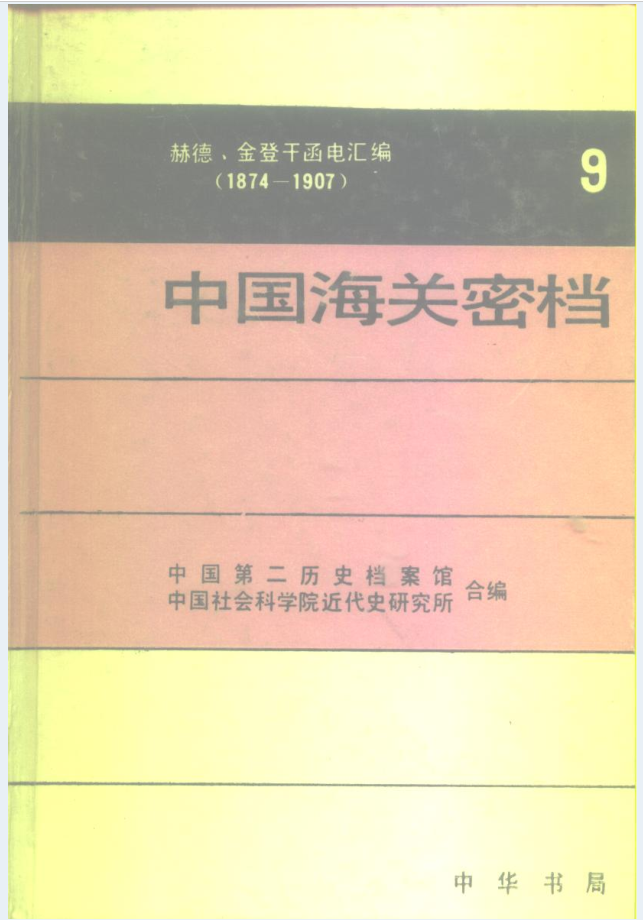 赫德、金登干函电汇编
(1874—1907)
9
中国海关密档
中国第二历史档案馆
中国社会科学院近代史研究所
合编
中华书局